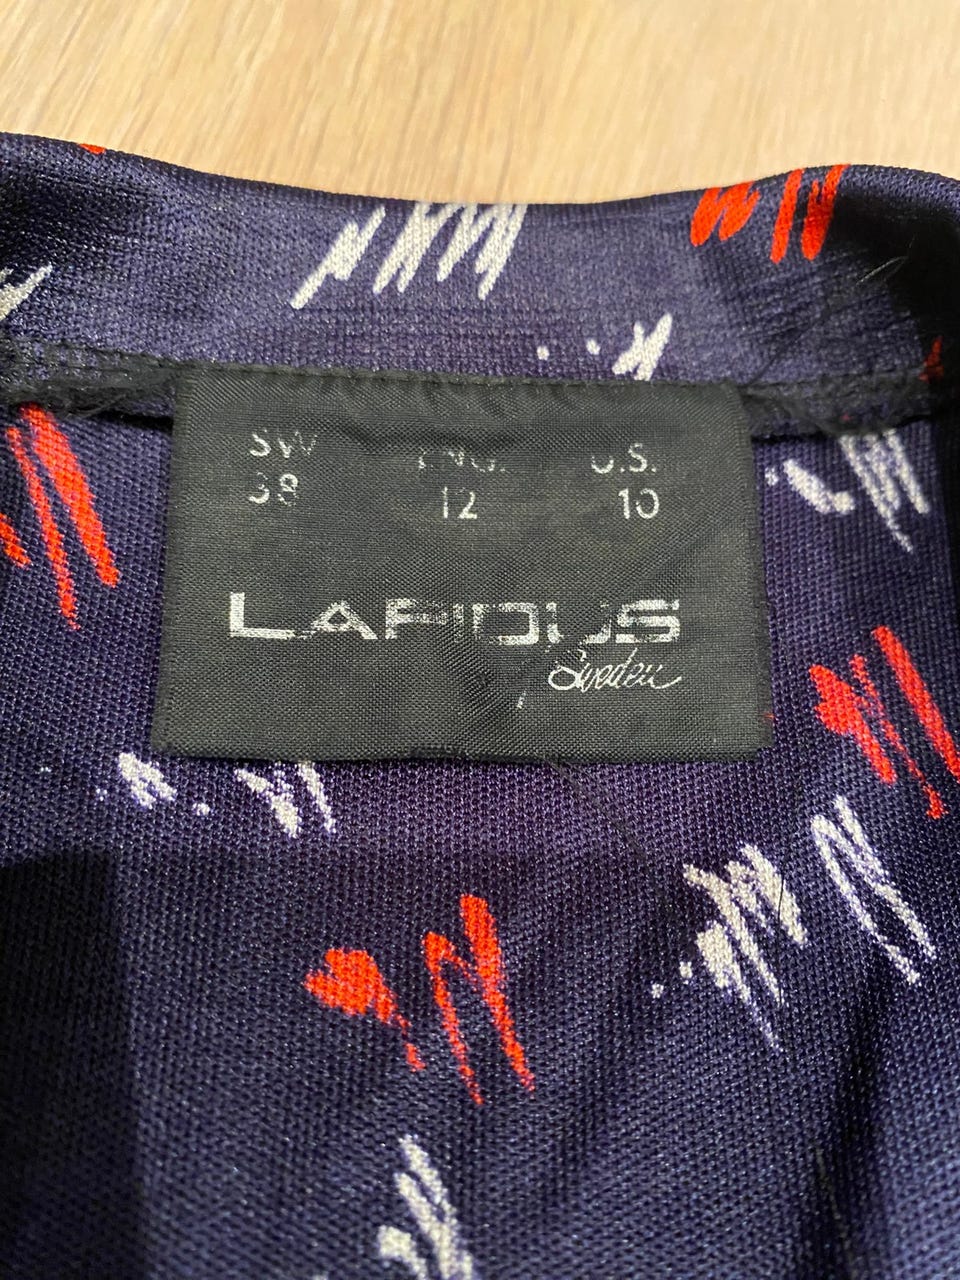 SW ENG. U.S.
38 12 10
LAPIDUS
Sweden